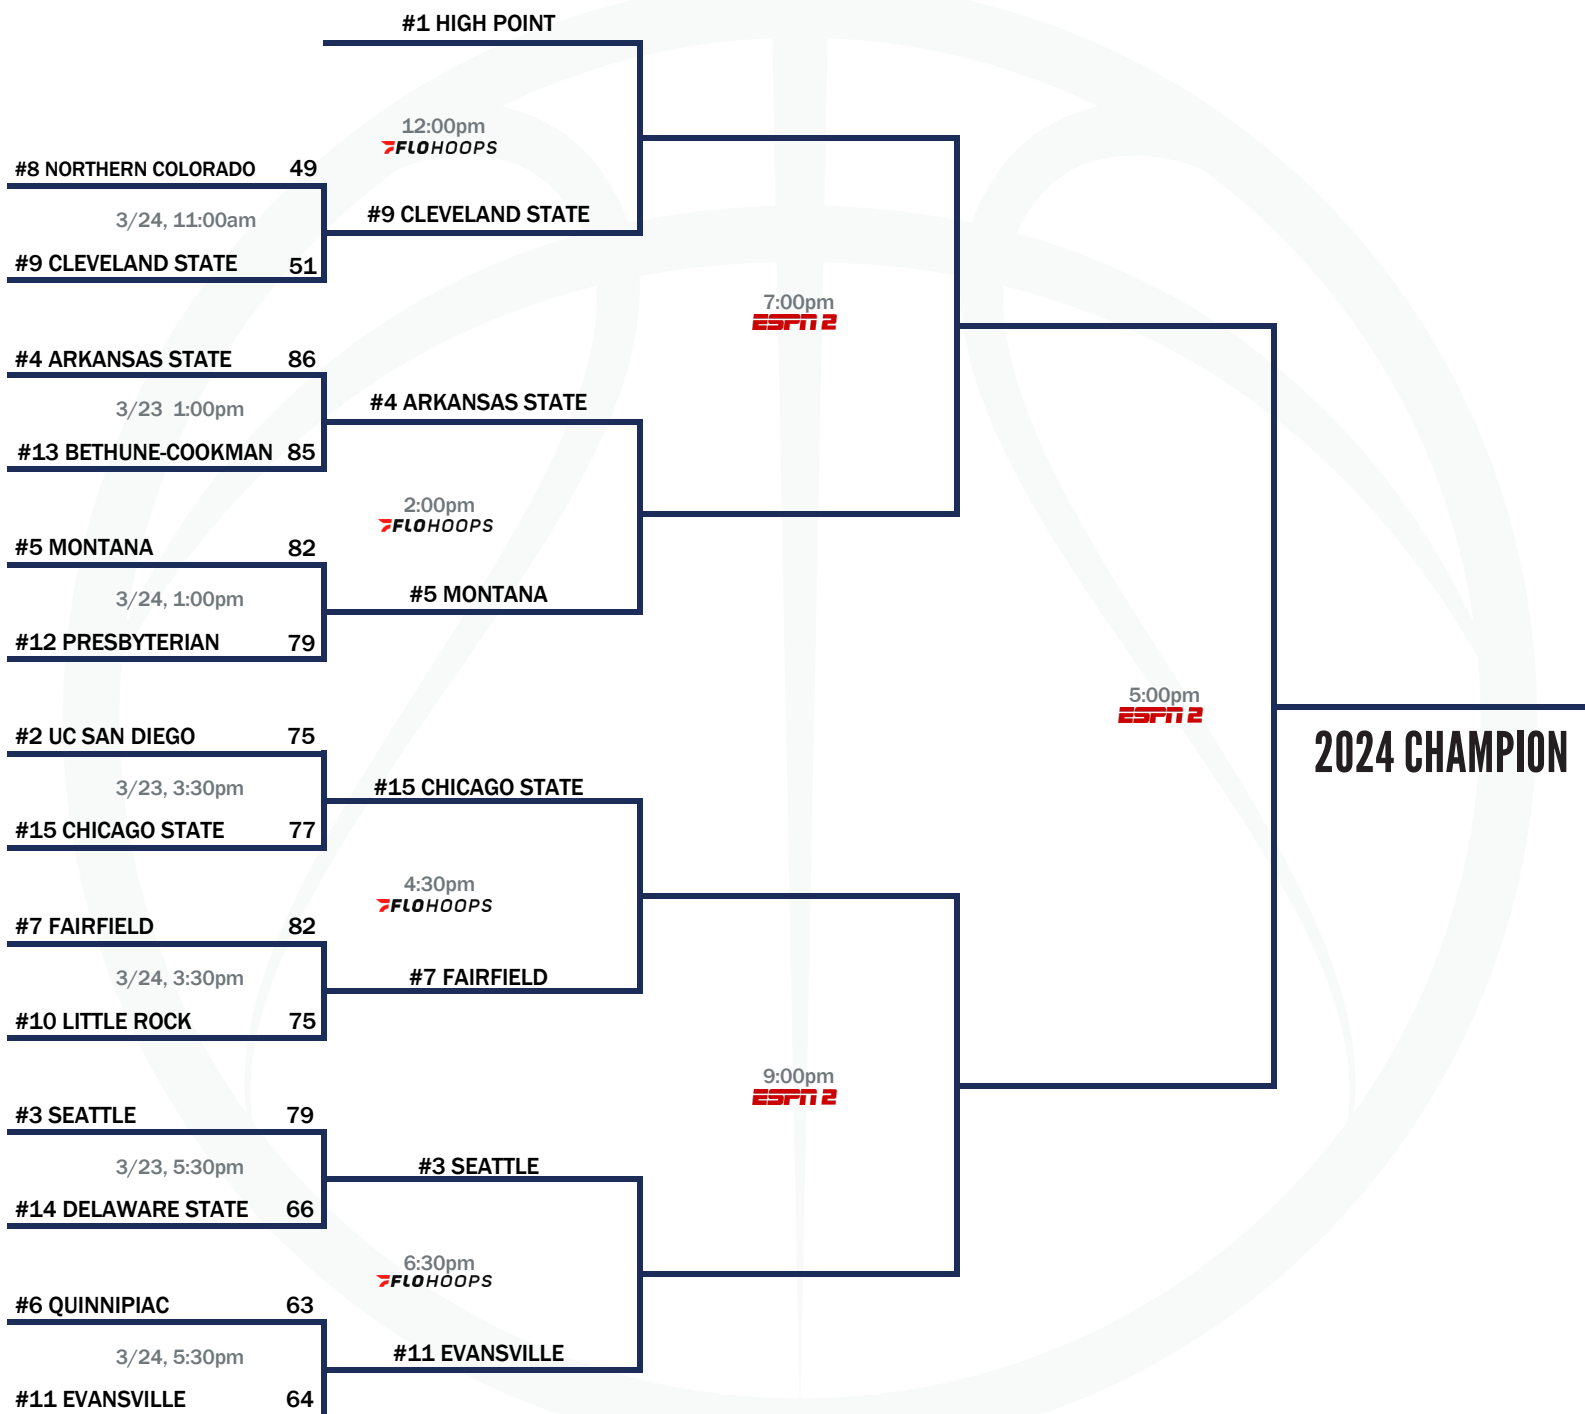 #1 HIGH POINT
12:00pm
FLOHOOPS
#8 NORTHERN COLORADO 49
3/24, 11:00am
#9 CLEVELAND STATE
#9 CLEVELAND STATE 51
7:00pm
ESPN 2
#4 ARKANSAS STATE 86
3/23 1:00pm
#4 ARKANSAS STATE
#13 BETHUNE-COOKMAN 85
2:00pm
FLOHOOPS
#5 MONTANA 82
3/24, 1:00pm
#5 MONTANA
#12 PRESBYTERIAN 79
5:00pm
ESPN 2
2024 CHAMPION
#2 UC SAN DIEGO 75
3/23, 3:30pm
#15 CHICAGO STATE
#15 CHICAGO STATE 77
4:30pm
FLOHOOPS
#7 FAIRFIELD 82
3/24, 3:30pm
#7 FAIRFIELD
#10 LITTLE ROCK 75
9:00pm
ESPN 2
#3 SEATTLE 79
3/23, 5:30pm
#3 SEATTLE
#14 DELAWARE STATE 66
6:30pm
FLOHOOPS
#6 QUINNIPIAC 63
3/24, 5:30pm
#11 EVANSVILLE
#11 EVANSVILLE 64